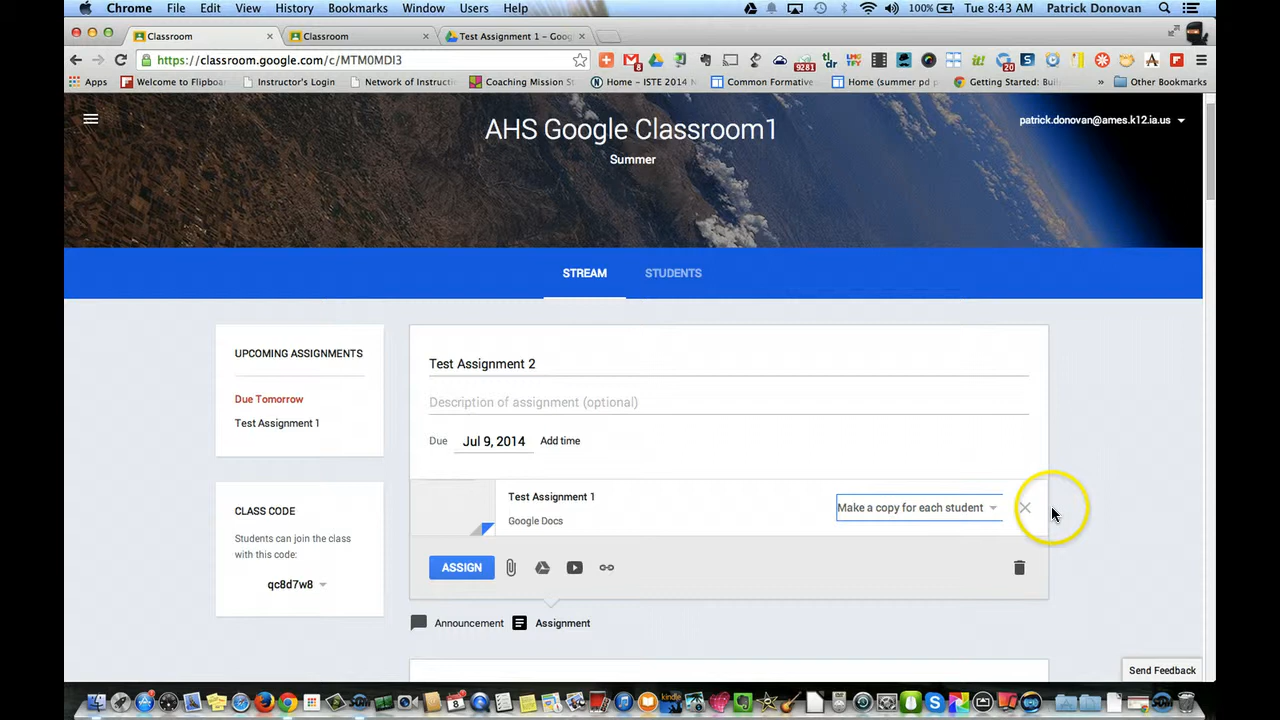 Chrome File Edit View History Bookmarks Window Users Help 100% Tue 8:43 AM Patrick Donovan
Classroom × Classroom × Test Assignment 1 – Goog ×
https://classroom.google.com/c/MTM0MDI3
Apps Welcome to Flipboa Instructor's Login Network of Instruct Coaching Mission St Home - ISTE 2014 N Common Formative Home (summer pd p Getting Started: Buil » Other Bookmarks
AHS Google Classroom1
patrick.donovan@ames.k12.ia.us
Summer
STREAM STUDENTS
UPCOMING ASSIGNMENTS
Due Tomorrow
Test Assignment 1
CLASS CODE
Students can join the class
with this code:
qc8d7w8
Test Assignment 2
Description of assignment (optional)
Due Jul 9, 2014 Add time
Test Assignment 1
Google Docs
Make a copy for each student
ASSIGN
Announcement Assignment
Send Feedback